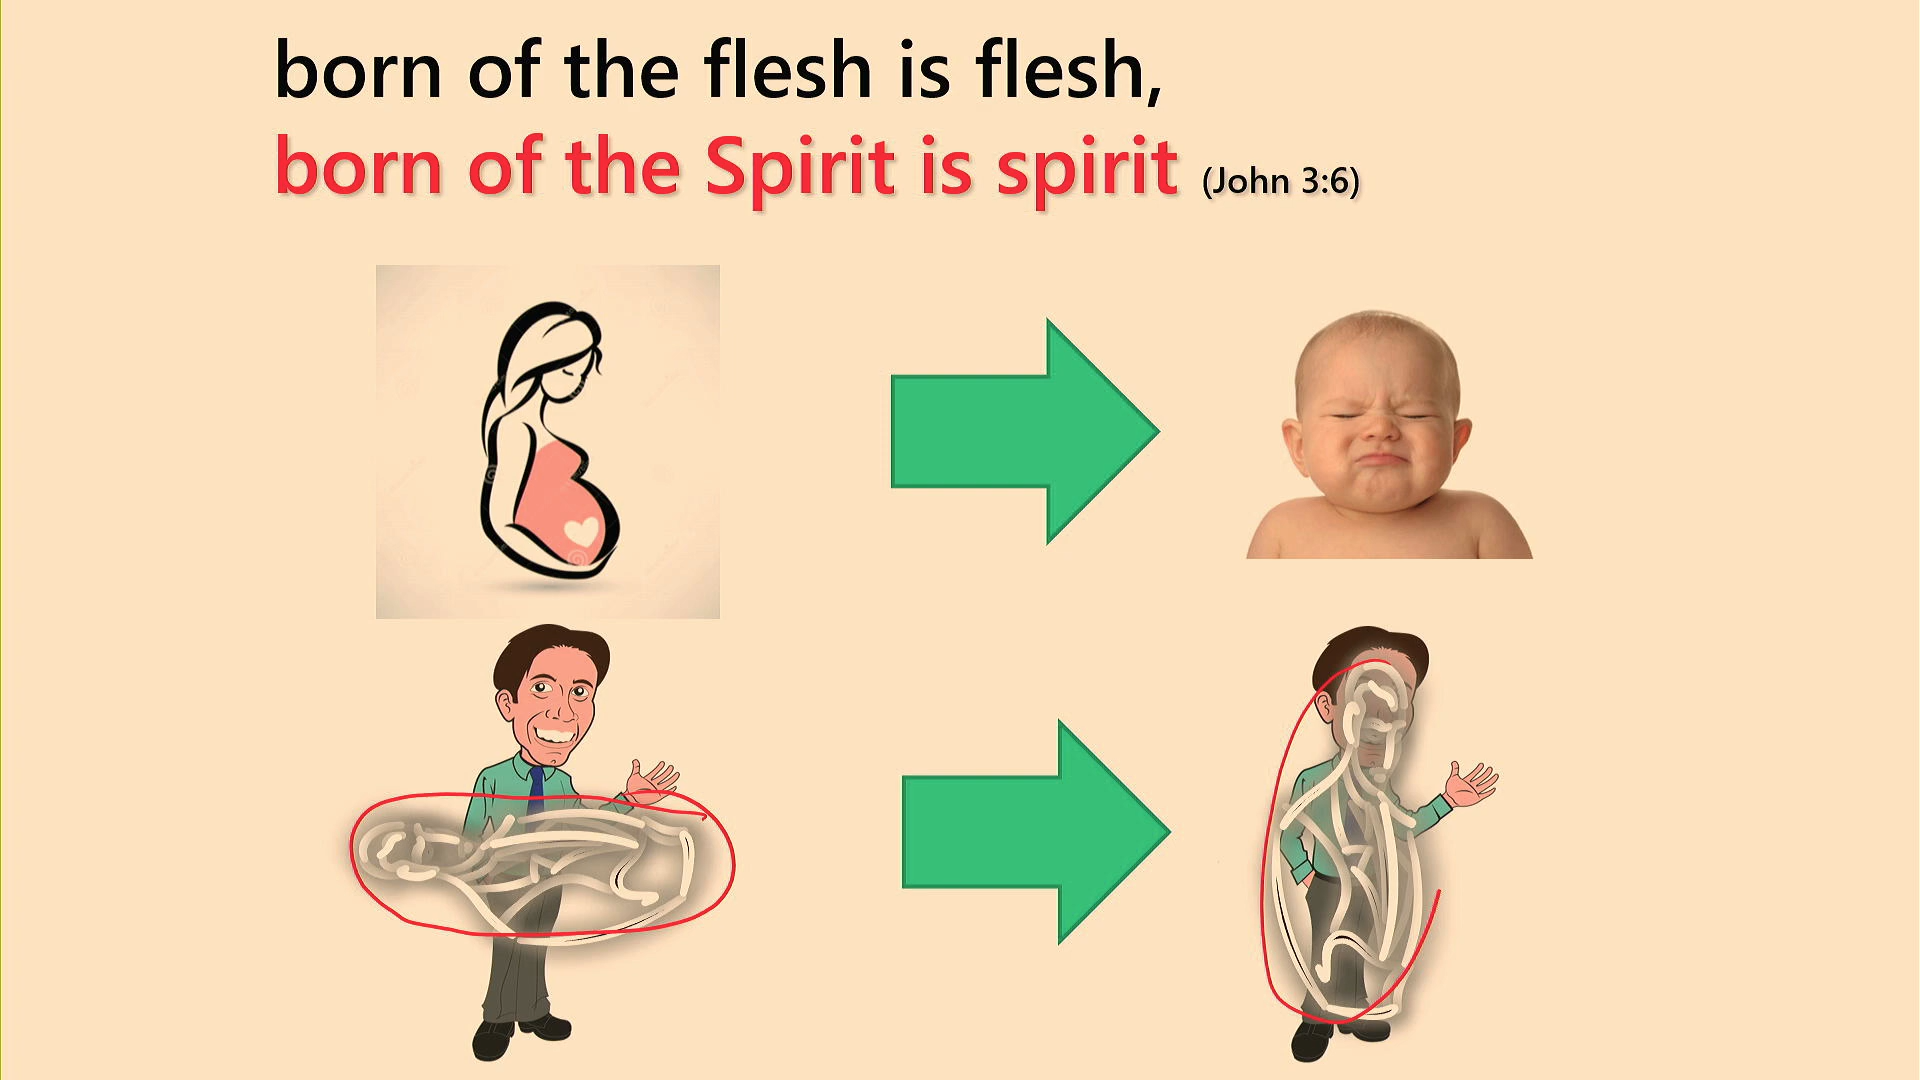 born of the flesh is flesh,
born of the Spirit is spirit (John 3:6)